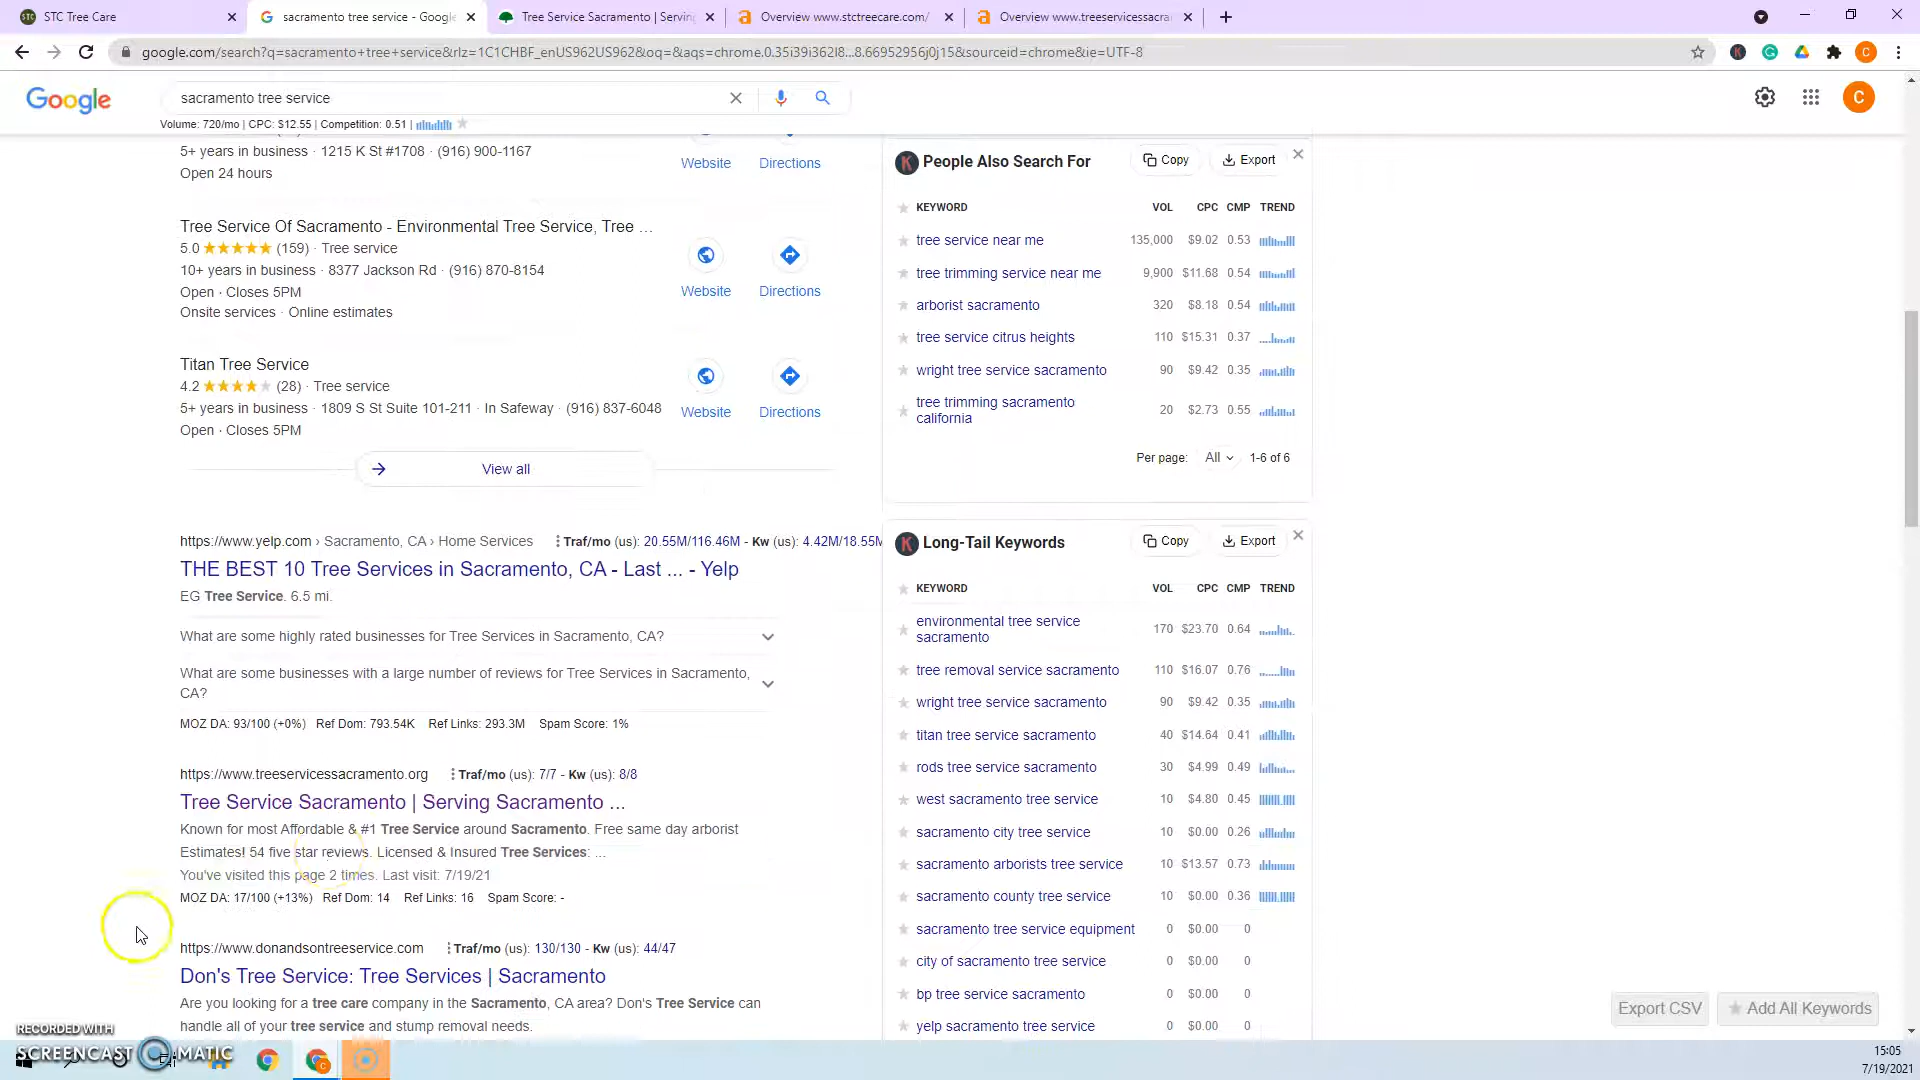 STC Tree Care
sacramento tree service - Google
Tree Service Sacramento | Serving
Overview www.stctreecare.com/
Overview www.treeservicessacra
google.com/search?q=sacramento+tree+service&rlz=1C1CHBF_enUS962US962&oq=&aqs=chrome.0.35i39i362l8...8.66952956j0j15&sourceid=chrome&ie=UTF-8
C
Google
sacramento tree service
C
Volume: 720/mo | CPC: $12.55 | Competition: 0.51 |
5+ years in business · 1215 K St #1708 · (916) 900-1167
Open 24 hours
Website
Directions
Tree Service Of Sacramento - Environmental Tree Service, Tree ...
5.0 ★★★★★ (159) · Tree service
10+ years in business · 8377 Jackson Rd · (916) 870-8154
Open · Closes 5PM
Onsite services · Online estimates
Website
Directions
Titan Tree Service
4.2 ★★★★★ (28) · Tree service
5+ years in business · 1809 S St Suite 101-211 · In Safeway · (916) 837-6048
Open · Closes 5PM
Website
Directions
View all
https://www.yelp.com › Sacramento, CA › Home Services
Traf/mo (us): 20.55M/116.46M - Kw (us): 4.42M/18.55M
THE BEST 10 Tree Services in Sacramento, CA - Last ... - Yelp
EG Tree Service. 6.5 mi.
What are some highly rated businesses for Tree Services in Sacramento, CA?
What are some businesses with a large number of reviews for Tree Services in Sacramento,
CA?
MOZ DA: 93/100 (+0%) Ref Dom: 793.54K Ref Links: 293.3M Spam Score: 1%
https://www.treeservicessacramento.org
Traf/mo (us): 7/7 - Kw (us): 8/8
Tree Service Sacramento | Serving Sacramento ...
Known for most Affordable & #1 Tree Service around Sacramento. Free same day arborist
Estimates! 54 five star reviews. Licensed & Insured Tree Services: ...
You've visited this page 2 times. Last visit: 7/19/21
MOZ DA: 17/100 (+13%) Ref Dom: 14 Ref Links: 16 Spam Score: -
https://www.donandsontreeservice.com
Traf/mo (us): 130/130 - Kw (us): 44/47
Don's Tree Service: Tree Services | Sacramento
Are you looking for a tree care company in the Sacramento, CA area? Don's Tree Service can
handle all of your tree service and stump removal needs.
K People Also Search For
Copy
Export
KEYWORD VOL CPC CMP TREND
tree service near me 135,000 $9.02 0.53
tree trimming service near me 9,900 $11.68 0.54
arborist sacramento 320 $8.18 0.54
tree service citrus heights 110 $15.31 0.37
wright tree service sacramento 90 $9.42 0.35
tree trimming sacramento
california
20 $2.73 0.55
Per page: All 1-6 of 6
K Long-Tail Keywords
Copy
Export
KEYWORD VOL CPC CMP TREND
environmental tree service
sacramento
170 $23.70 0.64
tree removal service sacramento 110 $16.07 0.76
wright tree service sacramento 90 $9.42 0.35
titan tree service sacramento 40 $14.64 0.41
rods tree service sacramento 30 $4.99 0.49
west sacramento tree service 10 $4.80 0.45
sacramento city tree service 10 $0.00 0.26
sacramento arborists tree service 10 $13.57 0.73
sacramento county tree service 10 $0.00 0.36
sacramento tree service equipment 0 $0.00 0
city of sacramento tree service 0 $0.00 0
bp tree service sacramento 0 $0.00 0
yelp sacramento tree service 0 $0.00 0
Export CSV
Add All Keywords
RECORDED WITH
SCREENCAST MATIC
15:05
7/19/2021